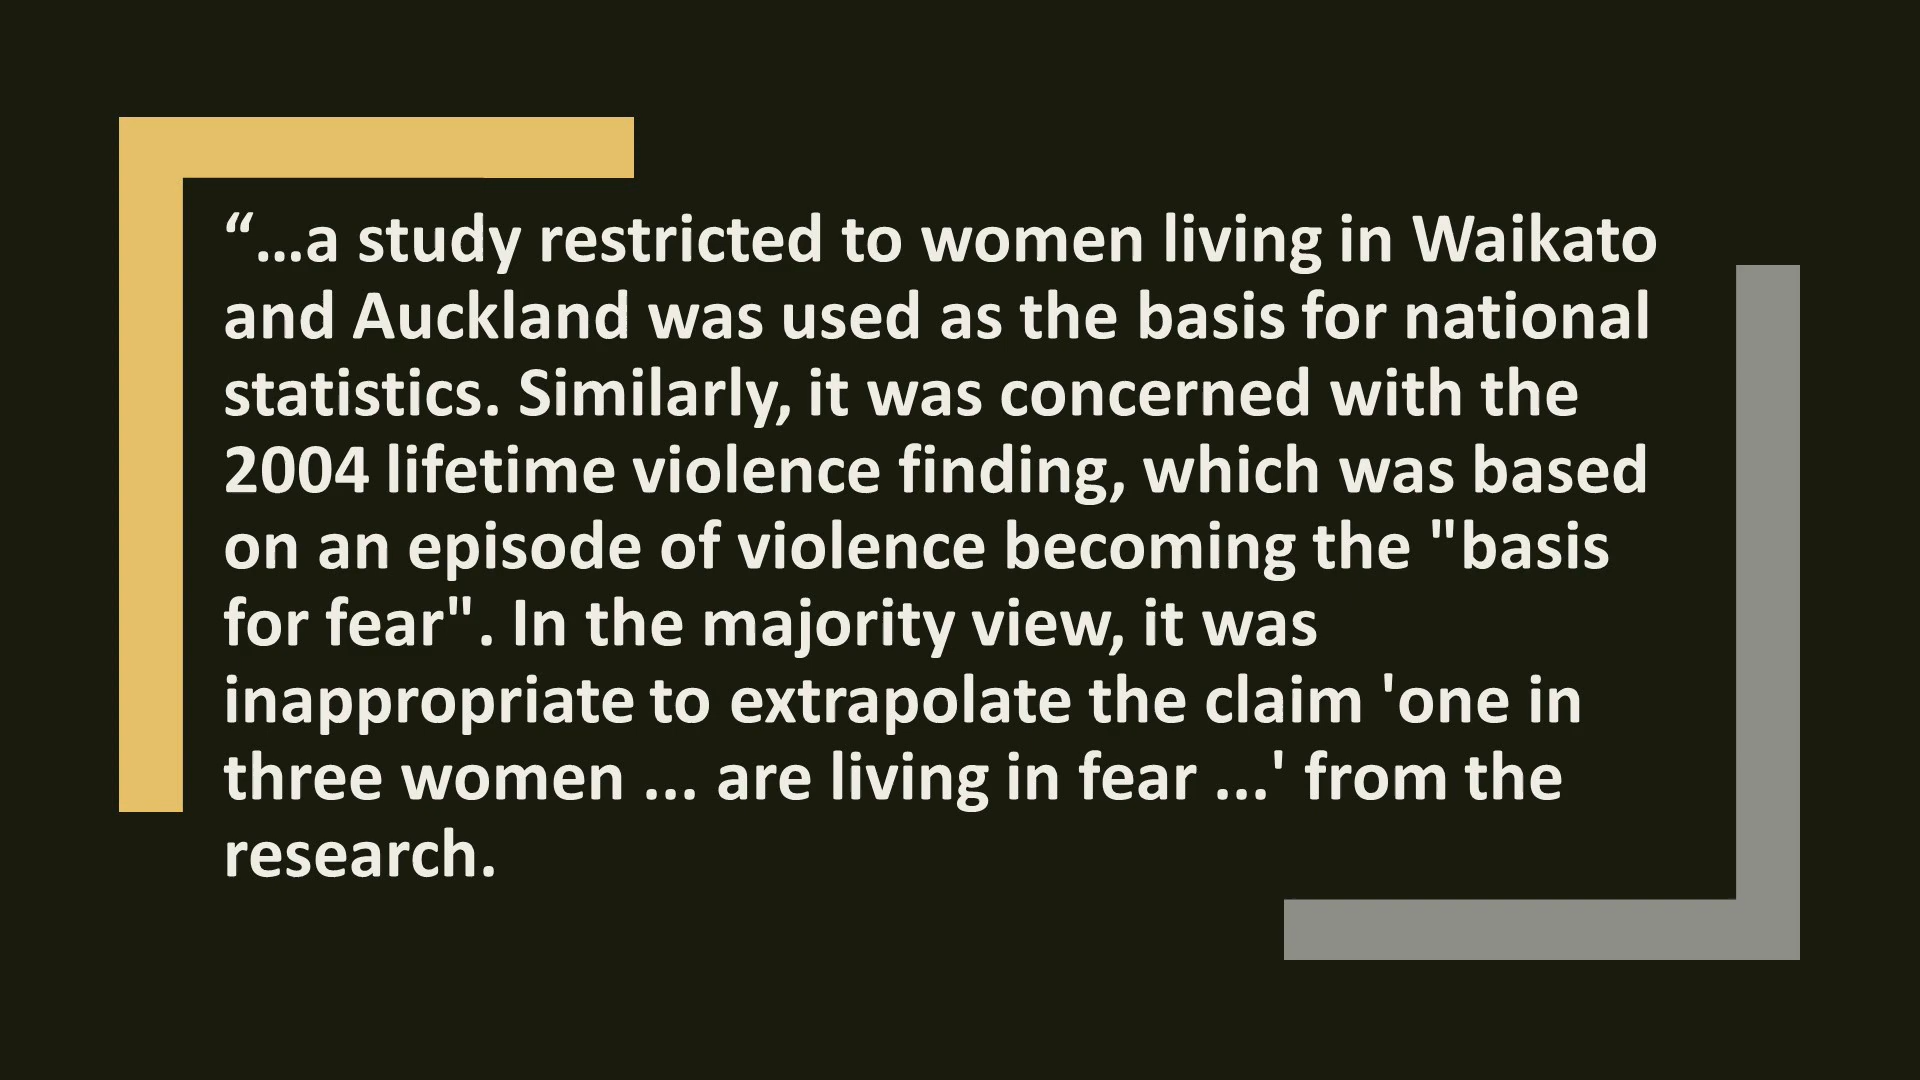 “…a study restricted to women living in Waikato
and Auckland was used as the basis for national
statistics. Similarly, it was concerned with the
2004 lifetime violence finding, which was based
on an episode of violence becoming the "basis
for fear". In the majority view, it was
inappropriate to extrapolate the claim 'one in
three women ... are living in fear ...' from the
research.